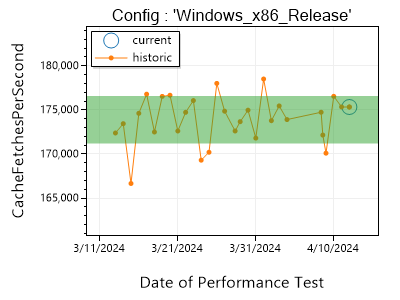 Config : 'Windows_x86_Release'
current
historic
CacheFetchesPerSecond
180,000
175,000
170,000
165,000
3/11/2024
3/21/2024
3/31/2024
4/10/2024
Date of Performance Test